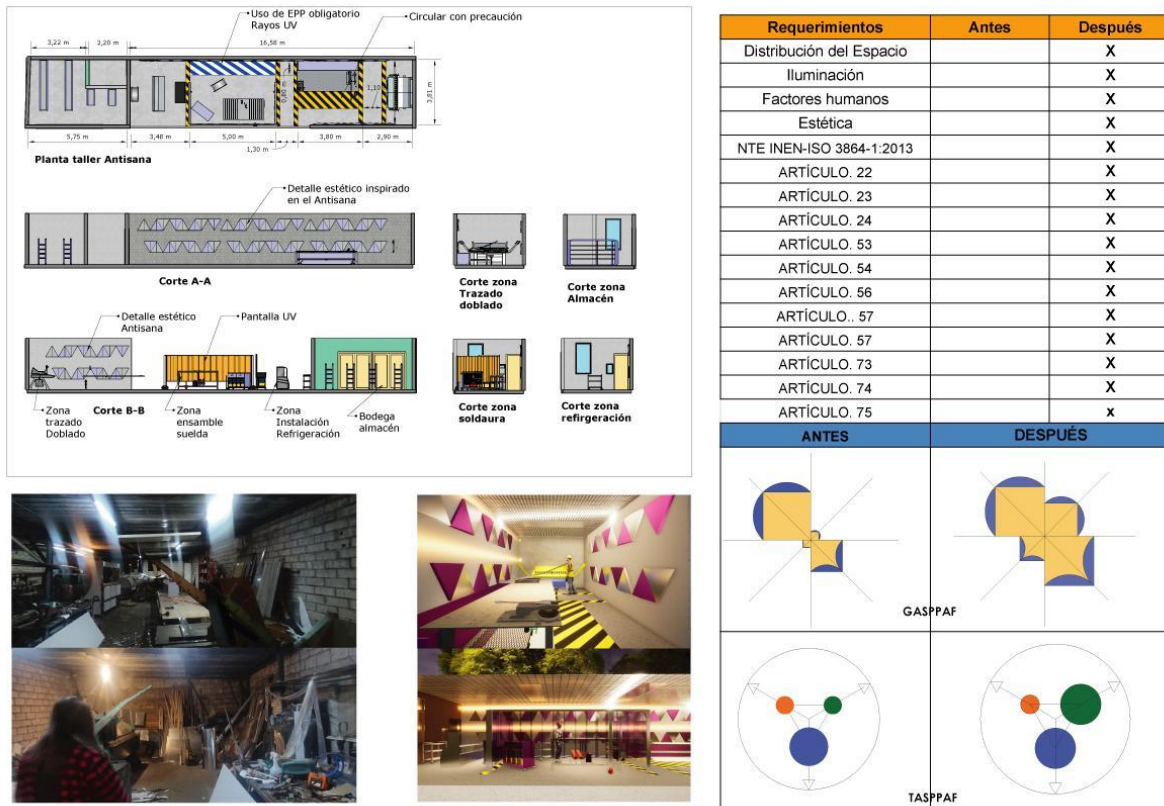 Uso de EPP obligatorio
Rayos UV
Circular con precaución
3,22 m
2,20 m
16,58 m
0,80 m
1,10
3,81 m
5,75 m
3,48 m
5,00 m
1,30 m
3,80 m
2,90 m
Planta taller Antisana
Detalle estético inspirado
en el Antisana
Corte A-A
Corte zona
Trazado
doblado
Corte zona
Almacén
Detalle estético
Antisana
Pantalla UV
Zona
trazado
Doblado
Corte B-B
Zona
ensamble
suelda
Zona
Instalación
Refrigeración
Bodega
almacén
Corte zona
soldaura
Corte zona
refirgeración
Requerimientos Antes Después
Distribución del Espacio X
Iluminación X
Factores humanos X
Estética X
NTE INEN-ISO 3864-1:2013 X
ARTÍCULO. 22 X
ARTÍCULO. 23 X
ARTÍCULO. 24 X
ARTÍCULO. 53 X
ARTÍCULO. 54 X
ARTÍCULO. 56 X
ARTÍCULO.. 57 X
ARTÍCULO. 57 X
ARTÍCULO. 73 X
ARTÍCULO. 74 X
ARTÍCULO. 75 x
ANTES DESPUÉS
GASPPAF
TASPPAF